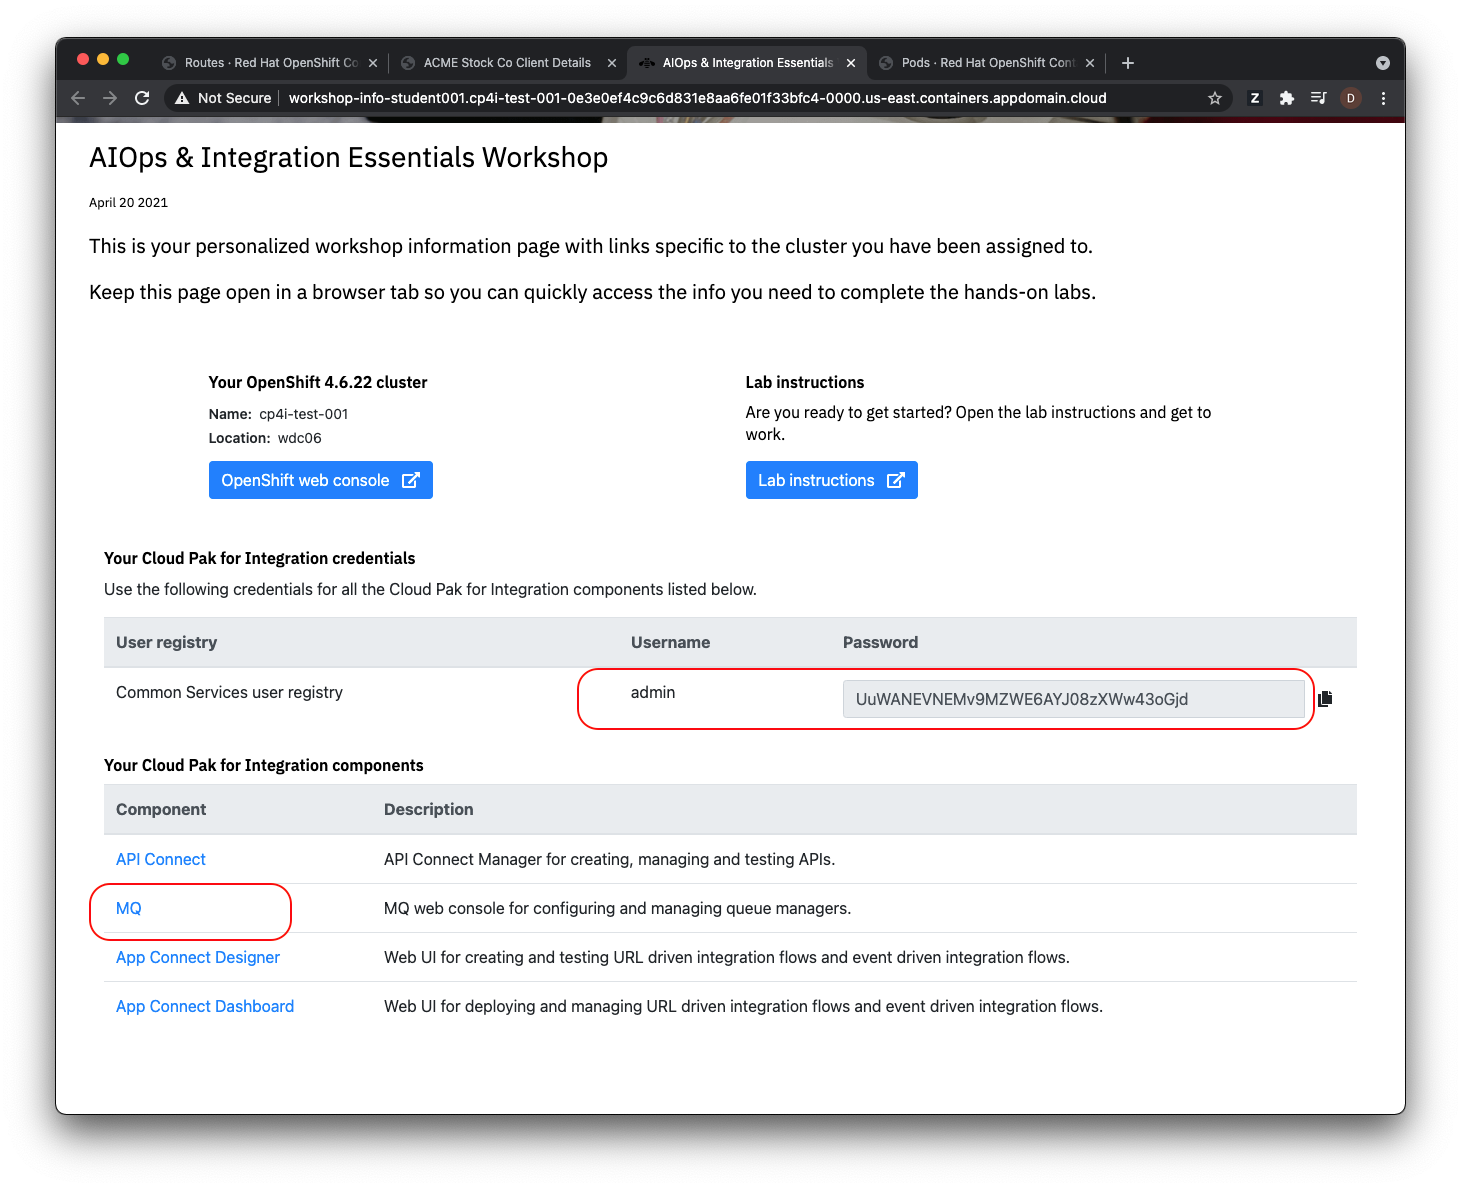 Routes · Red Hat OpenShift Co
ACME Stock Co Client Details
AIOps & Integration Essentials
Pods · Red Hat OpenShift Cont
Not Secure
workshop-info-student001.cp4i-test-001-0e3e0ef4c9c6d831e8aa6fe01f33bfc4-0000.us-east.containers.appdomain.cloud
Z
D
AIOps & Integration Essentials Workshop
April 20 2021
This is your personalized workshop information page with links specific to the cluster you have been assigned to.
Keep this page open in a browser tab so you can quickly access the info you need to complete the hands-on labs.
Your OpenShift 4.6.22 cluster
Name: cp4i-test-001
Location: wdc06
OpenShift web console
Lab instructions
Are you ready to get started? Open the lab instructions and get to
work.
Lab instructions
Your Cloud Pak for Integration credentials
Use the following credentials for all the Cloud Pak for Integration components listed below.
User registry Username Password
Common Services user registry admin UuWANEVNEMv9MZWE6AYJ08zXWw43oGjd
Your Cloud Pak for Integration components
Component Description
API Connect API Connect Manager for creating, managing and testing APIs.
MQ MQ web console for configuring and managing queue managers.
App Connect Designer Web UI for creating and testing URL driven integration flows and event driven integration flows.
App Connect Dashboard Web UI for deploying and managing URL driven integration flows and event driven integration flows.